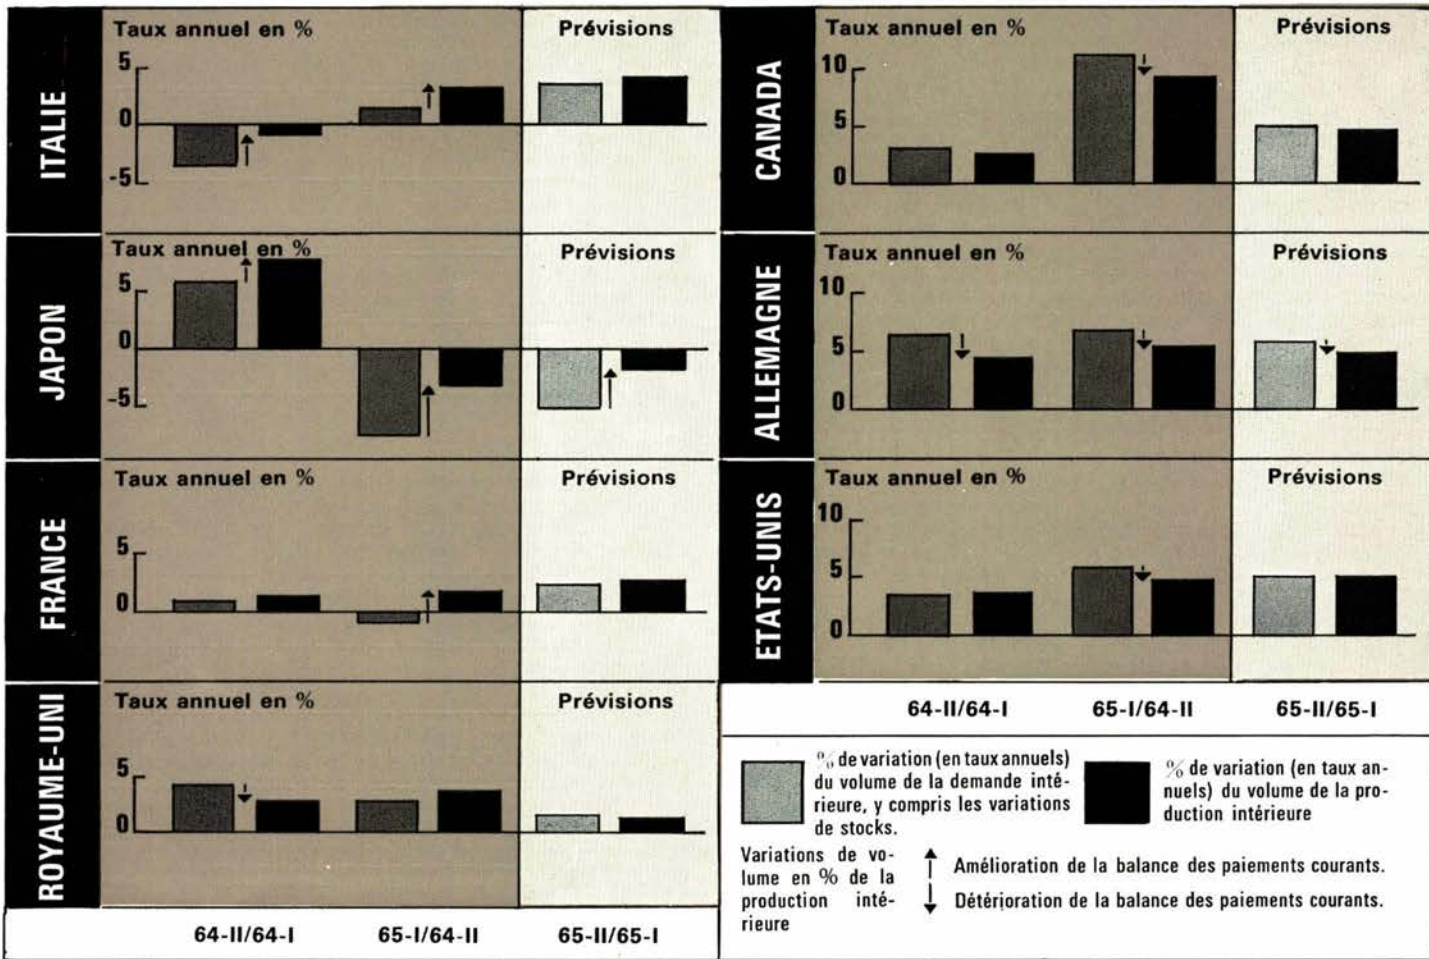 ITALIE
Taux annuel en %
Prévisions
5
0
-5
JAPON
Taux annuel en %
Prévisions
5
0
-5
FRANCE
Taux annuel en %
Prévisions
5
0
ROYAUME-UNI
Taux annuel en %
Prévisions
5
0
64-II/64-I
65-I/64-II
65-II/65-I
CANADA
Taux annuel en %
Prévisions
10
5
0
ALLEMAGNE
Taux annuel en %
Prévisions
10
5
0
ETATS-UNIS
Taux annuel en %
Prévisions
10
5
0
64-II/64-I
65-I/64-II
65-II/65-I
% de variation (en taux annuels)
du volume de la demande inté-
rieure, y compris les variations
de stocks.
% de variation (en taux an-
nuels) du volume de la pro-
duction intérieure
Variations de vo-
lume en % de la
production inté-
rieure
Amélioration de la balance des paiements courants.
Détérioration de la balance des paiements courants.